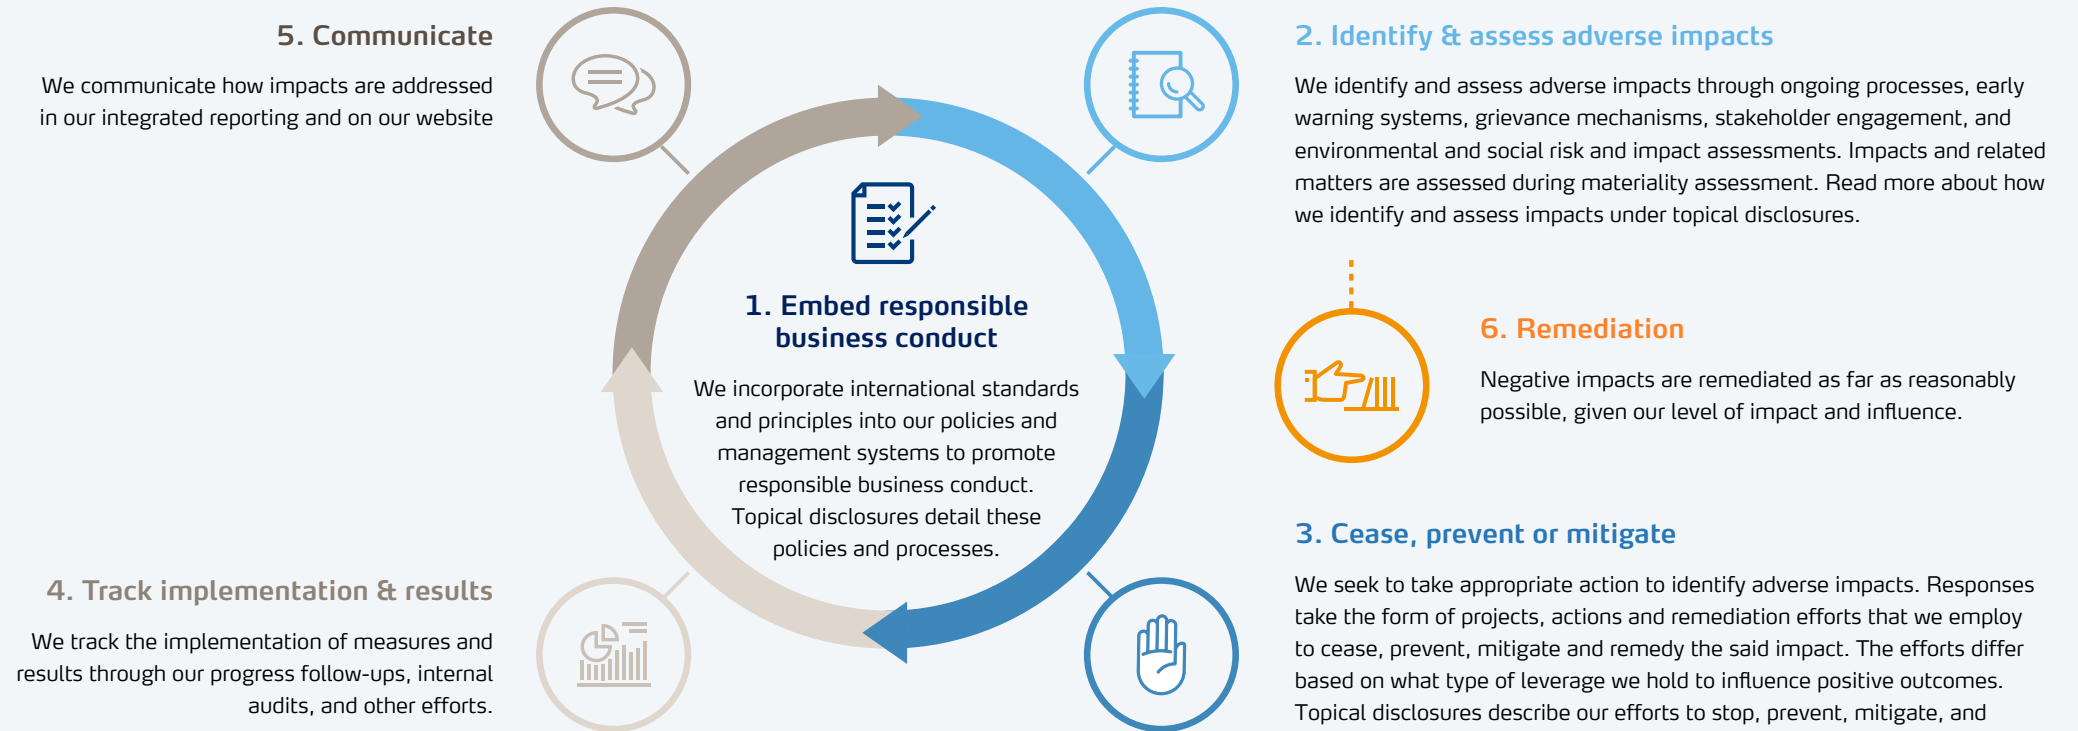 5. Communicate
We communicate how impacts are addressed
in our integrated reporting and on our website
2. Identify & assess adverse impacts
We identify and assess adverse impacts through ongoing processes, early
warning systems, grievance mechanisms, stakeholder engagement, and
environmental and social risk and impact assessments. Impacts and related
matters are assessed during materiality assessment. Read more about how
we identify and assess impacts under topical disclosures.
1. Embed responsible
business conduct
We incorporate international standards
and principles into our policies and
management systems to promote
responsible business conduct.
Topical disclosures detail these
policies and processes.
6. Remediation
Negative impacts are remediated as far as reasonably
possible, given our level of impact and influence.
3. Cease, prevent or mitigate
We seek to take appropriate action to identify adverse impacts. Responses
take the form of projects, actions and remediation efforts that we employ
to cease, prevent, mitigate and remedy the said impact. The efforts differ
based on what type of leverage we hold to influence positive outcomes.
Topical disclosures describe our efforts to stop, prevent, mitigate, and
4. Track implementation & results
We track the implementation of measures and
results through our progress follow-ups, internal
audits, and other efforts.